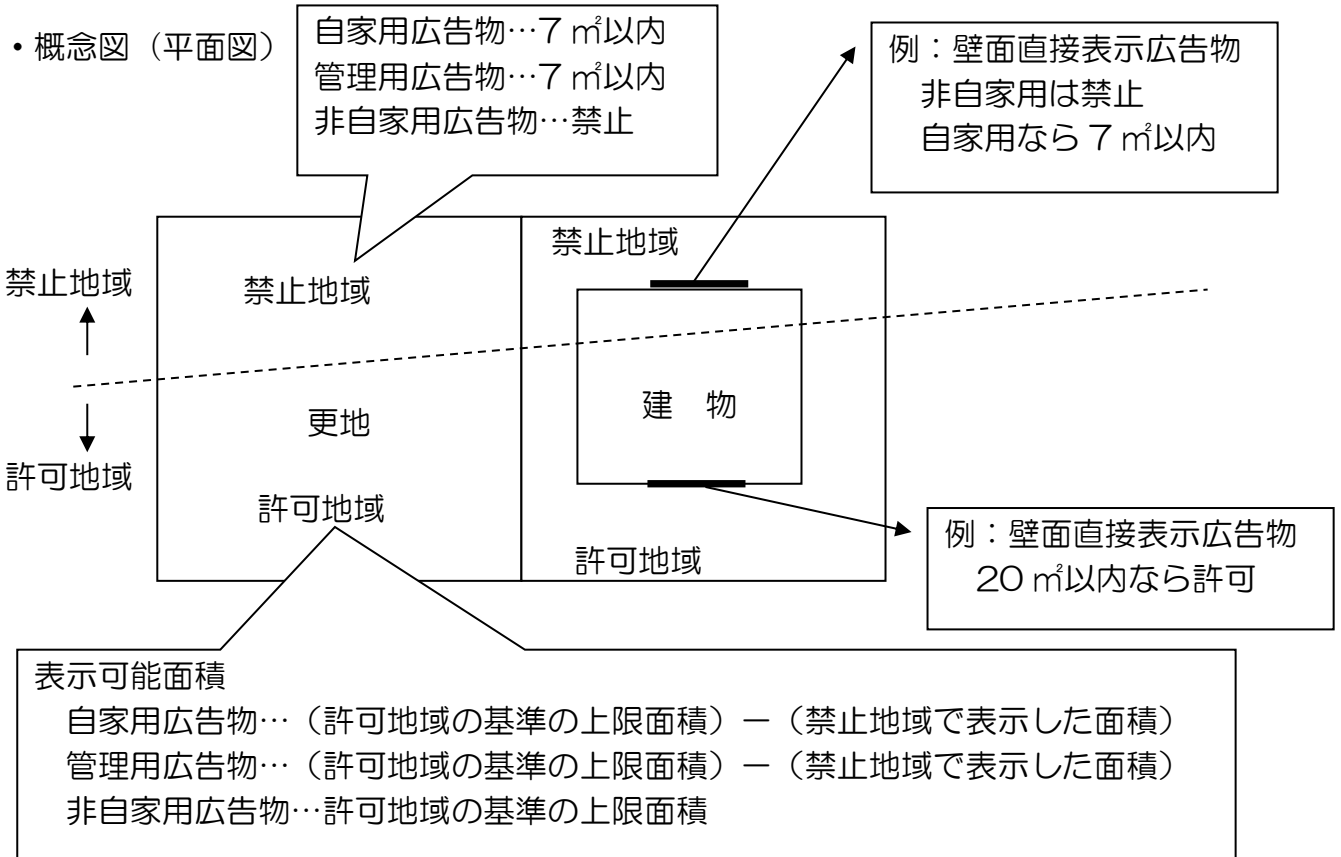 ・概念図（平面図）
自家用広告物…７㎡以内
管理用広告物…７㎡以内
非自家用広告物…禁止
例：壁面直接表示広告物
非自家用は禁止
自家用なら７㎡以内
禁止地域
許可地域
禁止地域
更地
許可地域
禁止地域
建　物
許可地域
例：壁面直接表示広告物
20㎡以内なら許可
表示可能面積
自家用広告物…（許可地域の基準の上限面積）－（禁止地域で表示した面積）
管理用広告物…（許可地域の基準の上限面積）－（禁止地域で表示した面積）
非自家用広告物…許可地域の基準の上限面積